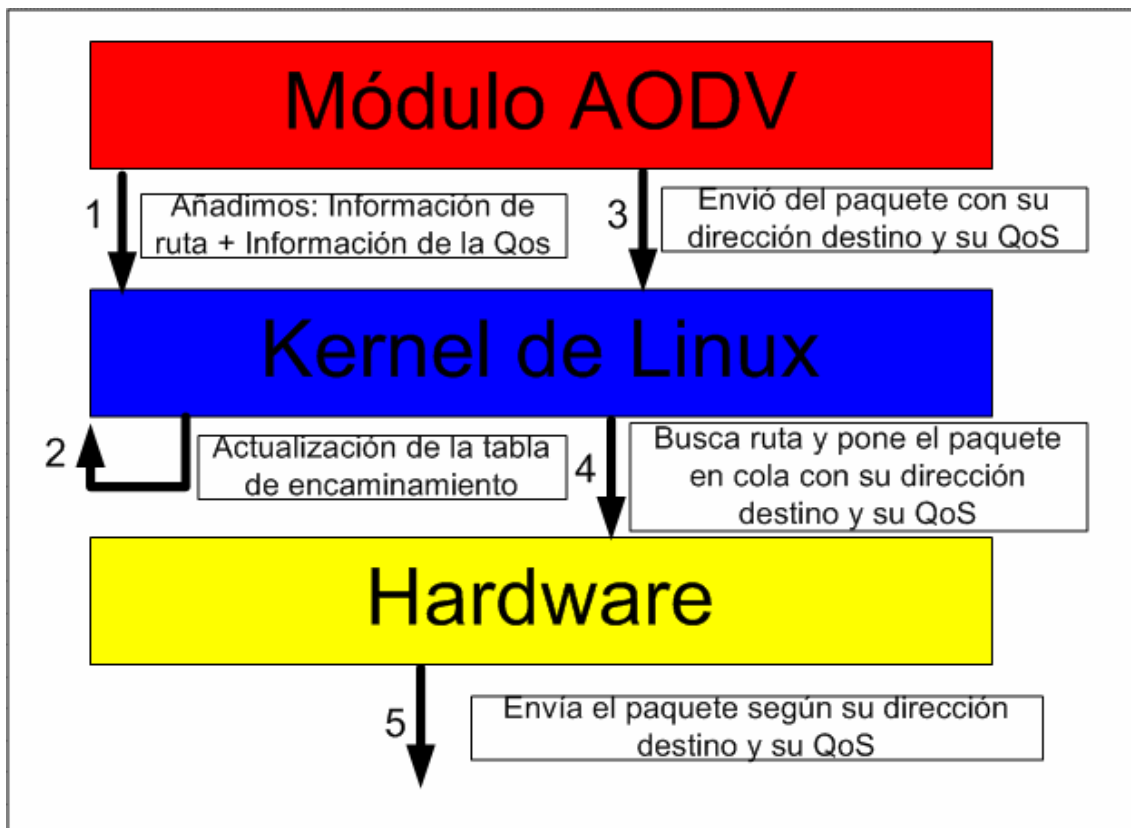 Módulo AODV
1
Añadimos: Información de
ruta + Información de la Qos
3
Envió del paquete con su
dirección destino y su QoS
Kernel de Linux
2
Actualización de la tabla
de encaminamiento
4
Busca ruta y pone el paquete
en cola con su dirección
destino y su QoS
Hardware
5
Envía el paquete según su dirección
destino y su QoS